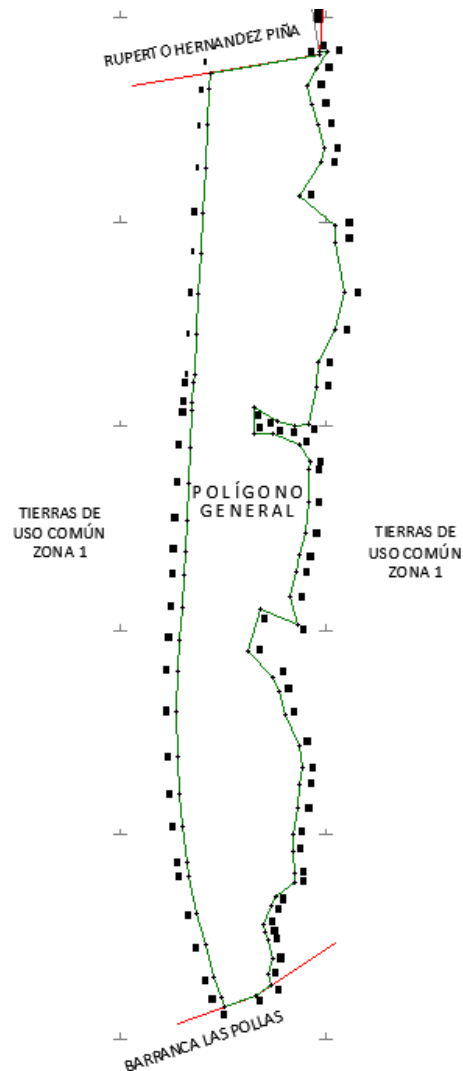 RUPERTO HERNANDEZ PIÑA
POLÍGONO
GENERAL
TIERRAS DE
USO COMÚN
ZONA 1
TIERRAS DE
USO COMÚN
ZONA 1
BARRANCA LAS POLLAS